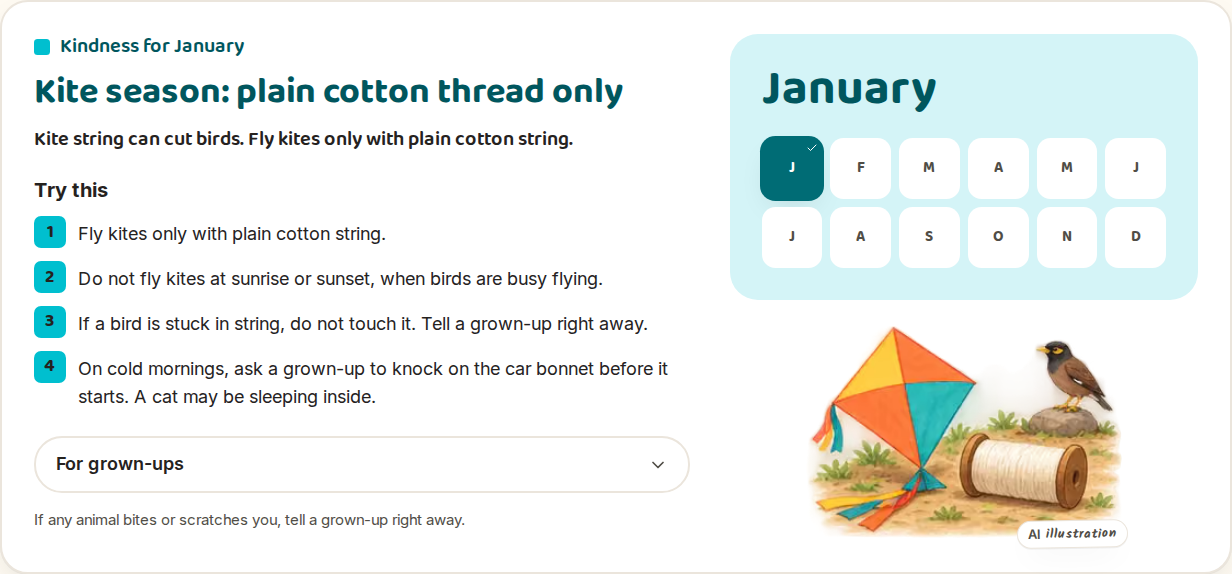 Kindness for January
Kite season: plain cotton thread only
Kite string can cut birds. Fly kites only with plain cotton string.
Try this
1 Fly kites only with plain cotton string.
2 Do not fly kites at sunrise or sunset, when birds are busy flying.
3 If a bird is stuck in string, do not touch it. Tell a grown-up right away.
4 On cold mornings, ask a grown-up to knock on the car bonnet before it
starts. A cat may be sleeping inside.
For grown-ups
If any animal bites or scratches you, tell a grown-up right away.
January
J F M A M J
J A S O N D
AI illustration